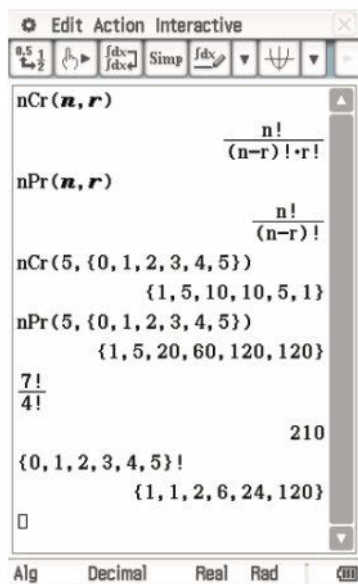 Edit Action Interactive
0.5 1/2 ∫dx ∫dx Simp ∫dx
nCr(n,r)
n!/((n-r)!·r!)
nPr(n,r)
n!/(n-r)!
nCr(5,{0,1,2,3,4,5})
{1,5,10,10,5,1}
nPr(5,{0,1,2,3,4,5})
{1,5,20,60,120,120}
7!/4!
210
{0,1,2,3,4,5}!
{1,1,2,6,24,120}
Alg Decimal Real Rad